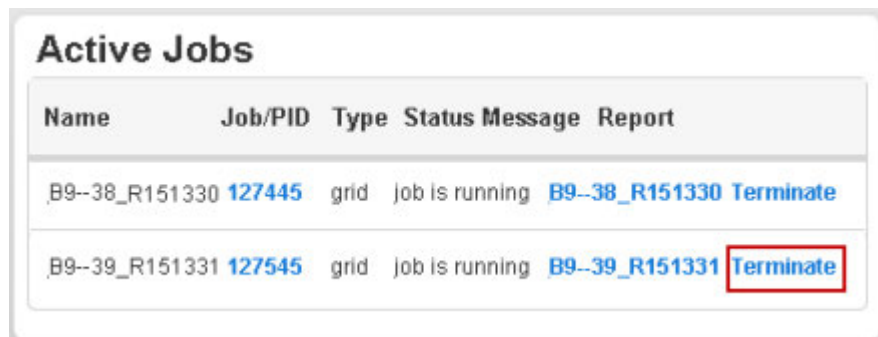 Active Jobs
Name Job/PID Type Status Message Report
B9--38_R151330 127445 grid job is running B9--38_R151330 Terminate
B9--39_R151331 127545 grid job is running B9--39_R151331 Terminate